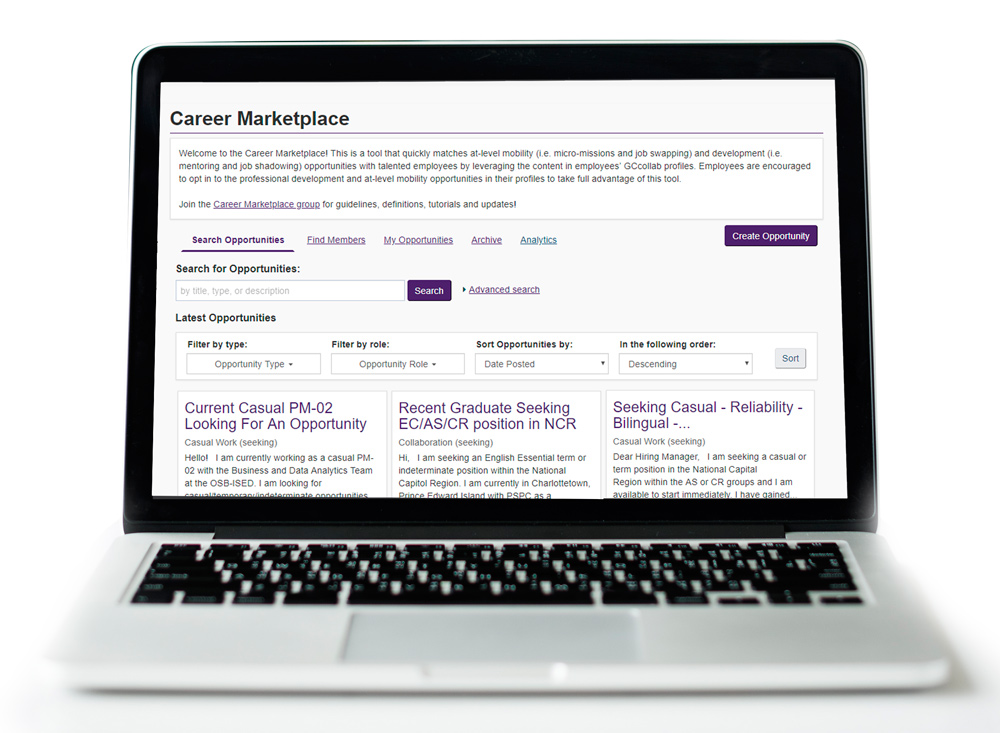 Career Marketplace
Welcome to the Career Marketplace! This is a tool that quickly matches at-level mobility (i.e. micro-missions and job swapping) and development (i.e.
mentoring and job shadowing) opportunities with talented employees by leveraging the content in employees' GCcollab profiles. Employees are encouraged
to opt in to the professional development and at-level mobility opportunities in their profiles to take full advantage of this tool.
Join the Career Marketplace group for guidelines, definitions, tutorials and updates!
Search Opportunities Find Members My Opportunities Archive Analytics Create Opportunity
Search for Opportunities:
by title, type, or description Search Advanced search
Latest Opportunities
Filter by type: Filter by role: Sort Opportunities by: In the following order:
Opportunity Type Opportunity Role Date Posted Descending Sort
Current Casual PM-02
Looking For An Opportunity
Casual Work (seeking)
Hello! I am currently working as a casual PM-
02 with the Business and Data Analytics Team
at the OSB-ISED. I am looking for
casual/temporary/indeterminate opportunities
Recent Graduate Seeking
EC/AS/CR position in NCR
Collaboration (seeking)
Hi, I am seeking an English Essential term or
indeterminate position within the National
Capital Region. I am currently in Charlottetown,
Prince Edward Island with PSPC as a
Seeking Casual - Reliability -
Bilingual -...
Casual Work (seeking)
Dear Hiring Manager, I am seeking a casual or
term position in the National Capital
Region within the AS or CR groups and I am
available to start immediately. I have gained...